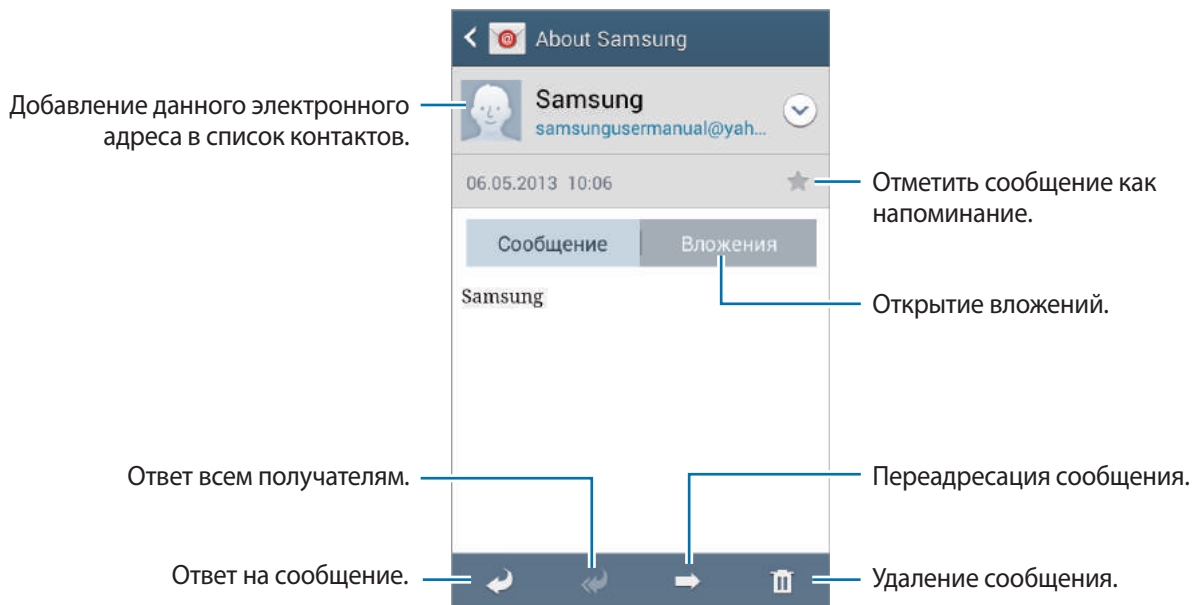 About Samsung
Добавление данного электронного
адреса в список контактов.
Samsung
samsungusermanual@yah...
06.05.2013 10:06
Отметить сообщение как
напоминание.
Сообщение
Вложения
Samsung
Открытие вложений.
Ответ всем получателям.
Переадресация сообщения.
Ответ на сообщение.
Удаление сообщения.